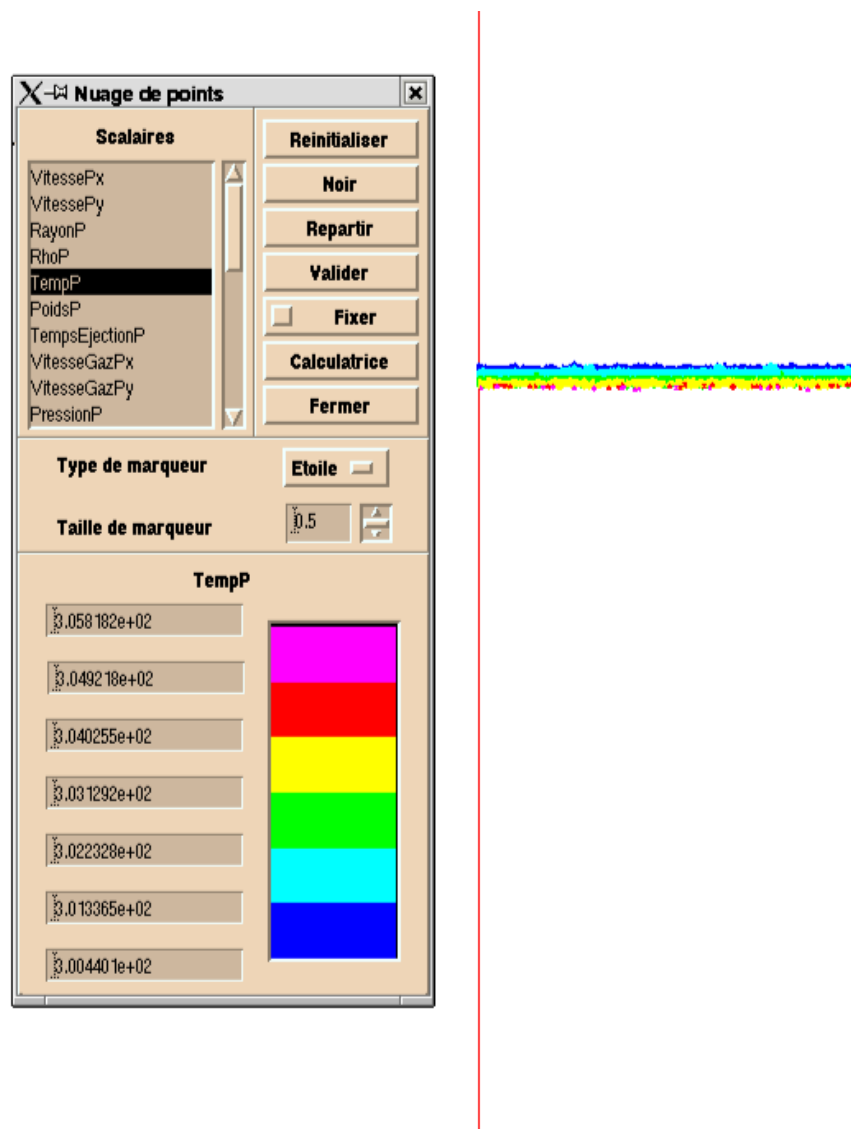 Nuage de points
Scalaires
VitessePx
VitessePy
RayonP
RhoP
TempP
PoidsP
TempsEjectionP
VitesseGazPx
VitesseGazPy
PressionP
Reinitialiser
Noir
Repartir
Valider
Fixer
Calculatrice
Fermer
Type de marqueur
Etoile
Taille de marqueur
0.5
TempP
3.058182e+02
3.049218e+02
3.040255e+02
3.031292e+02
3.022328e+02
3.013365e+02
3.004401e+02